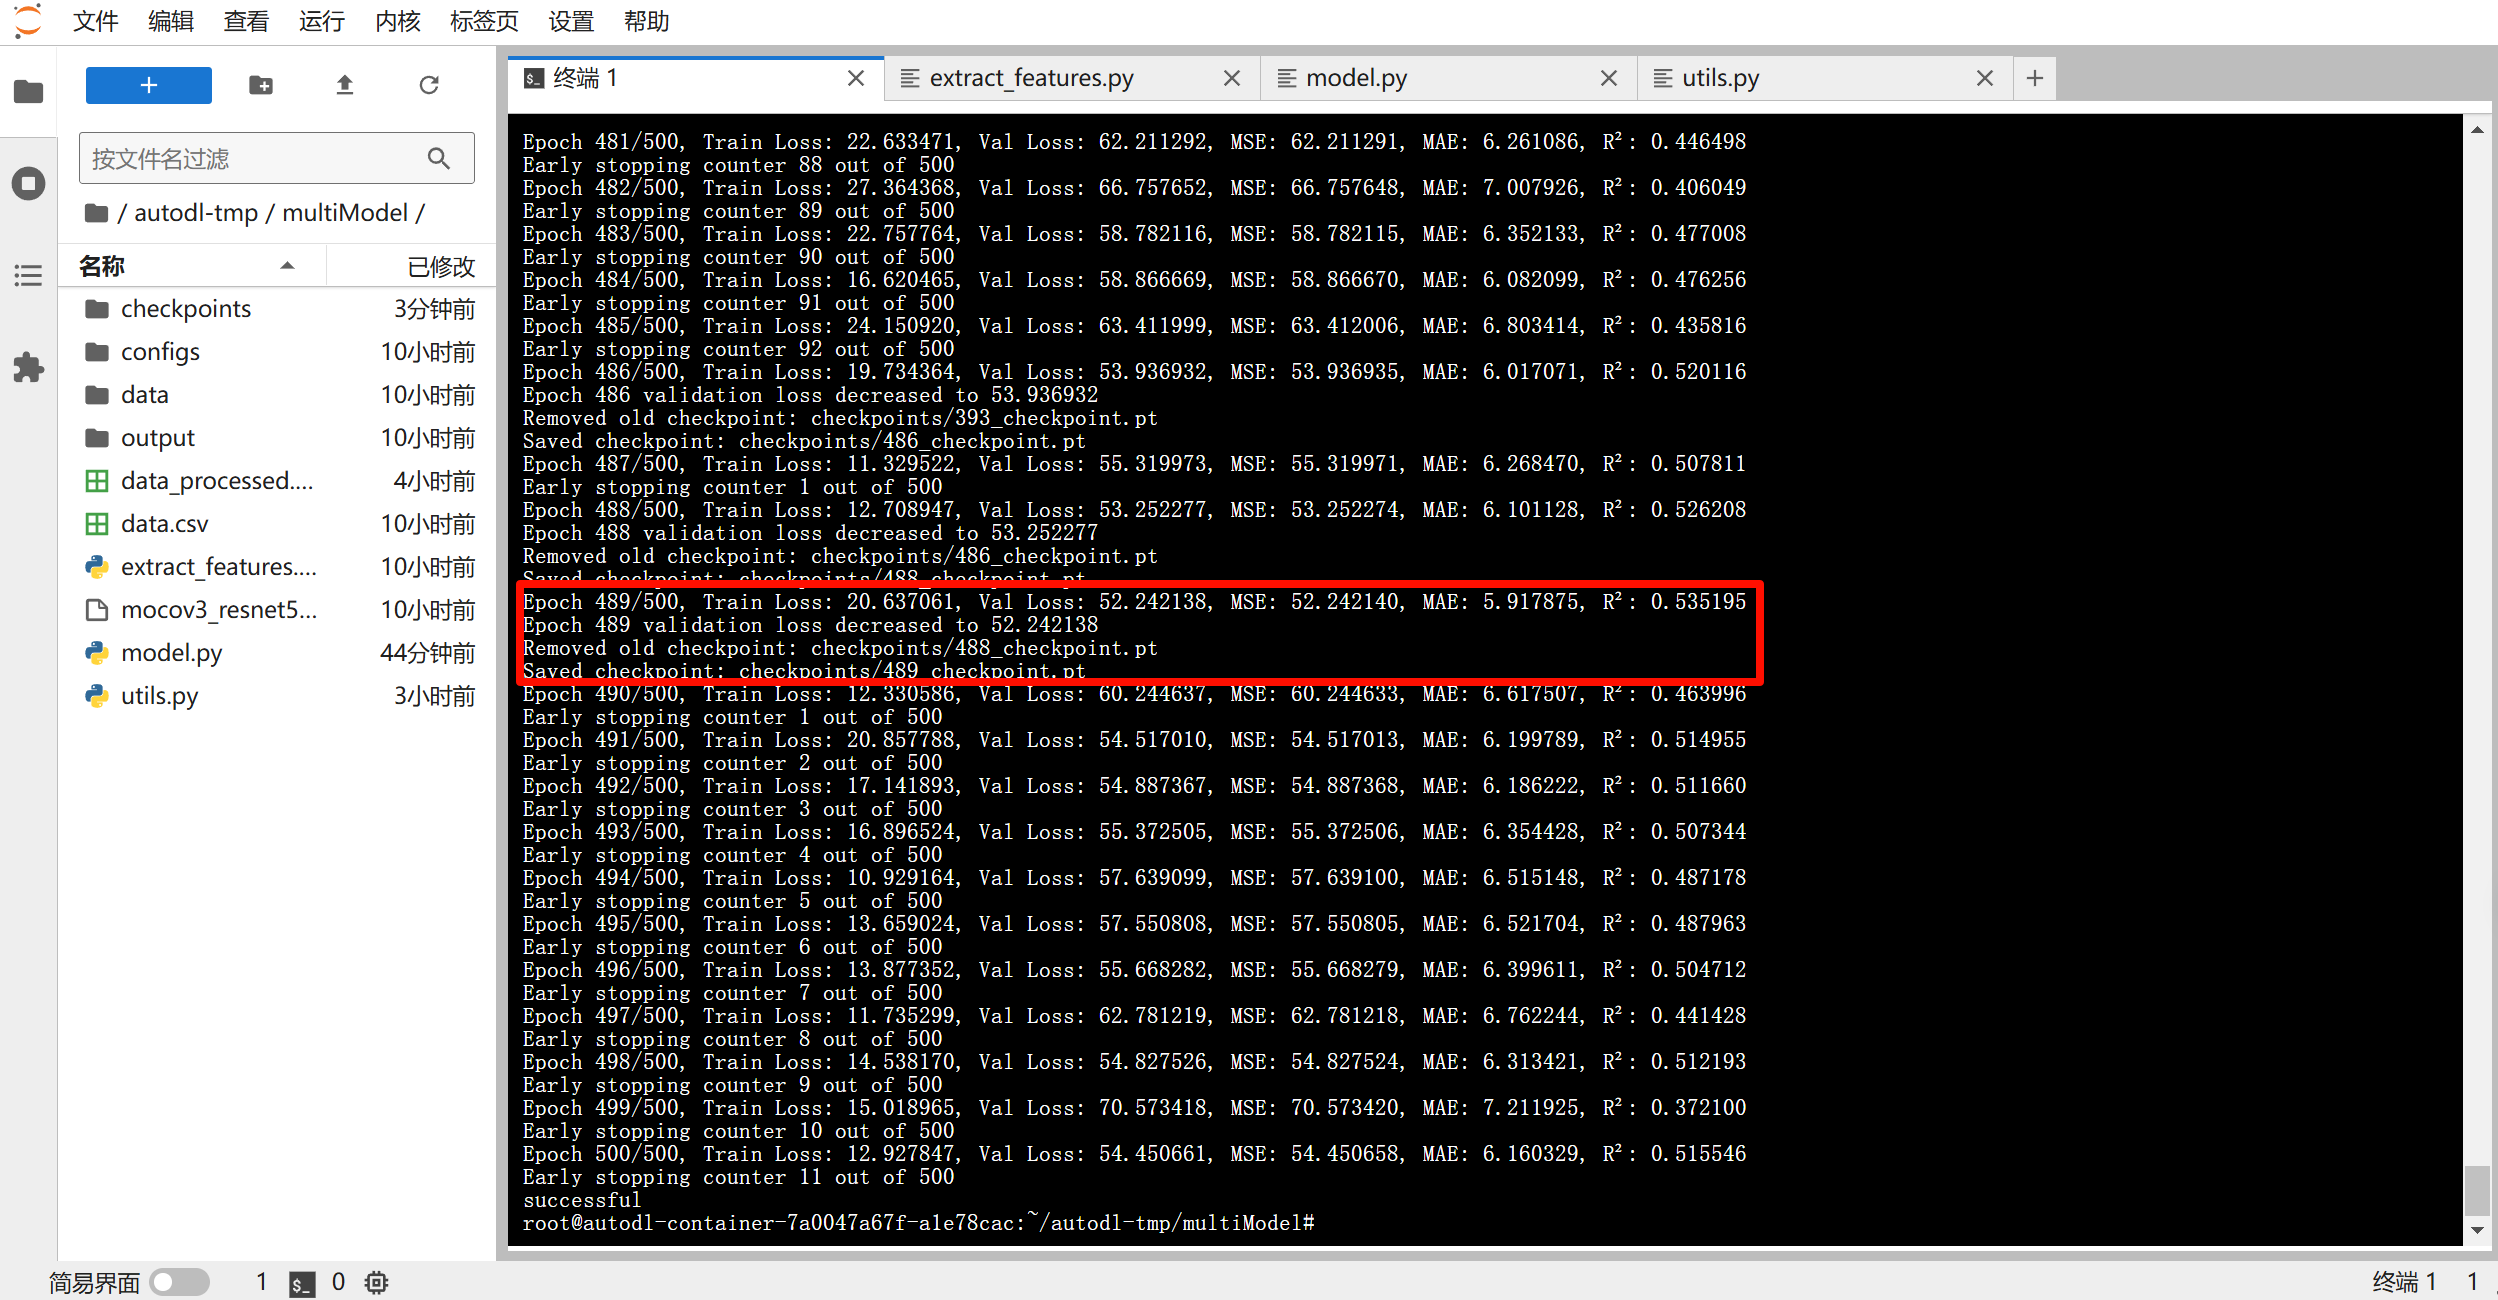 文件 编辑 查看 运行 内核 标签页 设置 帮助
终端 1
extract_features.py
model.py
utils.py
按文件名过滤
/ autodl-tmp / multiModel /
名称 已修改
checkpoints 3分钟前
configs 10小时前
data 10小时前
output 10小时前
data_processed.... 4小时前
data.csv 10小时前
extract_features.... 10小时前
mocov3_resnet5... 10小时前
model.py 44分钟前
utils.py 3小时前
Epoch 481/500, Train Loss: 22.633471, Val Loss: 62.211292, MSE: 62.211291, MAE: 6.261086, R²: 0.446498
Early stopping counter 88 out of 500
Epoch 482/500, Train Loss: 27.364368, Val Loss: 66.757652, MSE: 66.757648, MAE: 7.007926, R²: 0.406049
Early stopping counter 89 out of 500
Epoch 483/500, Train Loss: 22.757764, Val Loss: 58.782116, MSE: 58.782115, MAE: 6.352133, R²: 0.477008
Early stopping counter 90 out of 500
Epoch 484/500, Train Loss: 16.620465, Val Loss: 58.866669, MSE: 58.866670, MAE: 6.082099, R²: 0.476256
Early stopping counter 91 out of 500
Epoch 485/500, Train Loss: 24.150920, Val Loss: 63.411999, MSE: 63.412006, MAE: 6.803414, R²: 0.435816
Early stopping counter 92 out of 500
Epoch 486/500, Train Loss: 19.734364, Val Loss: 53.936932, MSE: 53.936935, MAE: 6.017071, R²: 0.520116
Epoch 486 validation loss decreased to 53.936932
Removed old checkpoint: checkpoints/393_checkpoint.pt
Saved checkpoint: checkpoints/486_checkpoint.pt
Epoch 487/500, Train Loss: 11.329522, Val Loss: 55.319973, MSE: 55.319971, MAE: 6.268470, R²: 0.507811
Early stopping counter 1 out of 500
Epoch 488/500, Train Loss: 12.708947, Val Loss: 53.252277, MSE: 53.252274, MAE: 6.101128, R²: 0.526208
Epoch 488 validation loss decreased to 53.252277
Removed old checkpoint: checkpoints/486_checkpoint.pt
Saved checkpoint: checkpoints/488_checkpoint.pt
Epoch 489/500, Train Loss: 20.637061, Val Loss: 52.242138, MSE: 52.242140, MAE: 5.917875, R²: 0.535195
Epoch 489 validation loss decreased to 52.242138
Removed old checkpoint: checkpoints/488_checkpoint.pt
Saved checkpoint: checkpoints/489_checkpoint.pt
Epoch 490/500, Train Loss: 12.330586, Val Loss: 60.244637, MSE: 60.244633, MAE: 6.617507, R²: 0.463996
Early stopping counter 1 out of 500
Epoch 491/500, Train Loss: 20.857788, Val Loss: 54.517010, MSE: 54.517013, MAE: 6.199789, R²: 0.514955
Early stopping counter 2 out of 500
Epoch 492/500, Train Loss: 17.141893, Val Loss: 54.887367, MSE: 54.887368, MAE: 6.186222, R²: 0.511660
Early stopping counter 3 out of 500
Epoch 493/500, Train Loss: 16.896524, Val Loss: 55.372505, MSE: 55.372506, MAE: 6.354428, R²: 0.507344
Early stopping counter 4 out of 500
Epoch 494/500, Train Loss: 10.929164, Val Loss: 57.639099, MSE: 57.639100, MAE: 6.515148, R²: 0.487178
Early stopping counter 5 out of 500
Epoch 495/500, Train Loss: 13.659024, Val Loss: 57.550808, MSE: 57.550805, MAE: 6.521704, R²: 0.487963
Early stopping counter 6 out of 500
Epoch 496/500, Train Loss: 13.877352, Val Loss: 55.668282, MSE: 55.668279, MAE: 6.399611, R²: 0.504712
Early stopping counter 7 out of 500
Epoch 497/500, Train Loss: 11.735299, Val Loss: 62.781219, MSE: 62.781218, MAE: 6.762244, R²: 0.441428
Early stopping counter 8 out of 500
Epoch 498/500, Train Loss: 14.538170, Val Loss: 54.827526, MSE: 54.827524, MAE: 6.313421, R²: 0.512193
Early stopping counter 9 out of 500
Epoch 499/500, Train Loss: 15.018965, Val Loss: 70.573418, MSE: 70.573420, MAE: 7.211925, R²: 0.372100
Early stopping counter 10 out of 500
Epoch 500/500, Train Loss: 12.927847, Val Loss: 54.450661, MSE: 54.450658, MAE: 6.160329, R²: 0.515546
Early stopping counter 11 out of 500
successful
root@autodl-container-7a0047a67f-a1e78cac:~/autodl-tmp/multiModel#
简易界面 1 0 终端 1 1